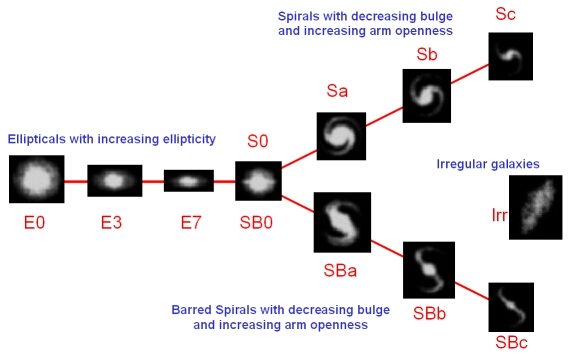 Spirals with decreasing bulge
and increasing arm openness
Sc
Sb
Sa
Ellipticals with increasing ellipticity
S0
Irregular galaxies
Irr
E0
E3
E7
SB0
SBa
SBb
SBc
Barred Spirals with decreasing bulge
and increasing arm openness